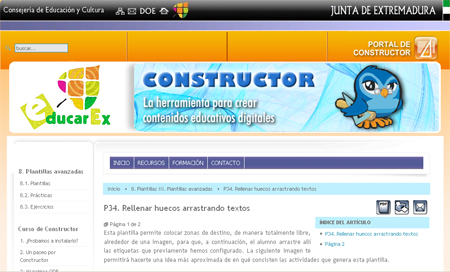 Consejería de Educación y Cultura
DOE
JUNTA DE EXTREMADURA
buscar...
PORTAL DE
CONSTRUCTOR
educarEx
CONSTRUCTOR
La herramienta para crear
contenidos educativos digitales
INICIO RECURSOS FORMACIÓN CONTACTO
8. Plantillas avanzadas
8.1. Plantillas
8.2. Prácticas
8.3. Ejercicios
Curso de Constructor
1. ¿Probamos a instalarlo?
2. Un paseo por
Constructor
3. Instalamos ODE
Inicio 8. Plantillas III. Plantillas avanzadas P34. Rellenar huecos arrastrando textos
P34. Rellenar huecos arrastrando textos
Página 1 de 2
Esta plantilla permite colocar zonas de destino, de manera totalmente libre,
alrededor de una imagen, para que, a continuación, el alumno arrastre allí
las etiquetas que previamente hemos configurado. La siguiente imagen te
permitirá hacerte una idea más aproximada de en qué consisten las actividades que genera esta plantilla.
ÍNDICE DEL ARTÍCULO
P34. Rellenar huecos arrastrando textos
Página 2